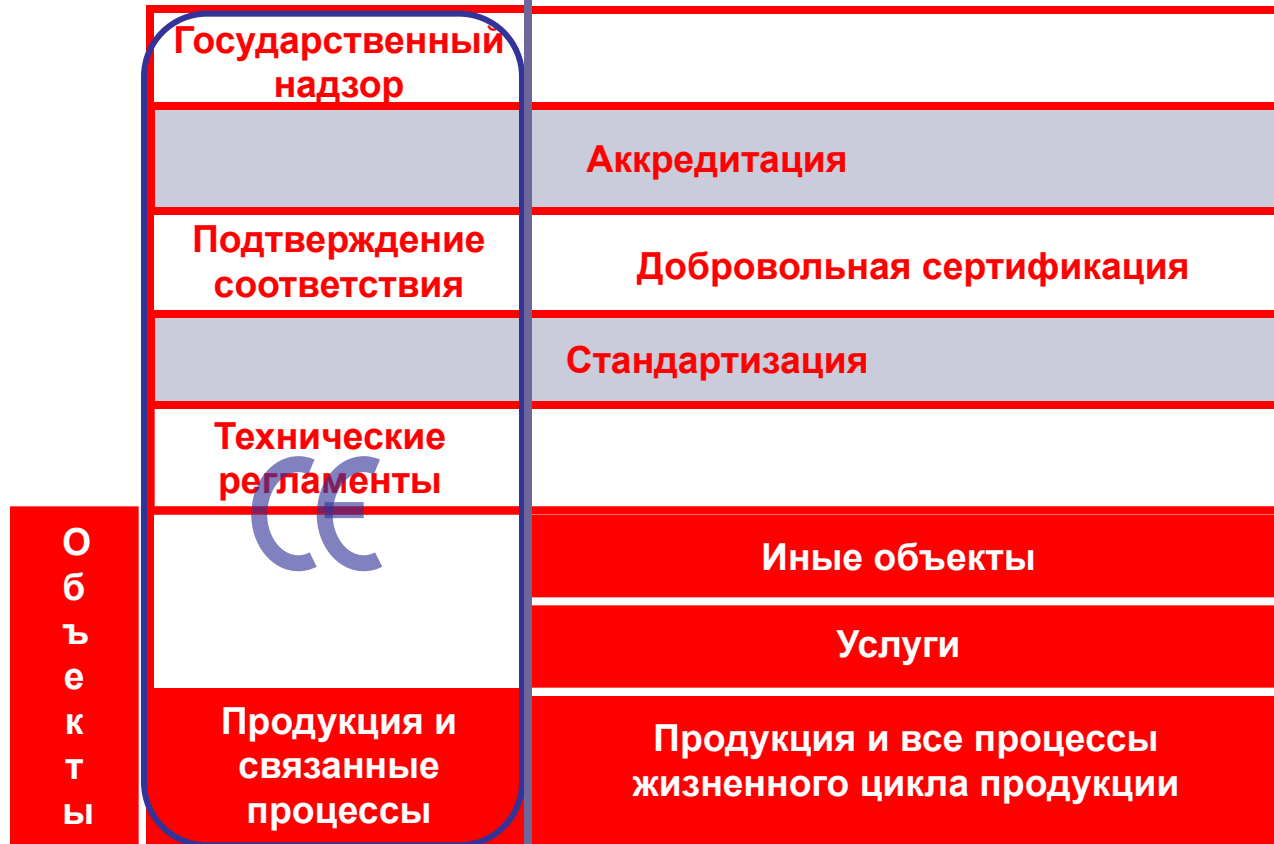 Государственный
надзор
Аккредитация
Подтверждение
соответствия
Добровольная сертификация
Стандартизация
Технические
регламенты
CE
О
б
ъ
е
к
т
ы
Иные объекты
Услуги
Продукция и
связанные
процессы
Продукция и все процессы
жизненного цикла продукции